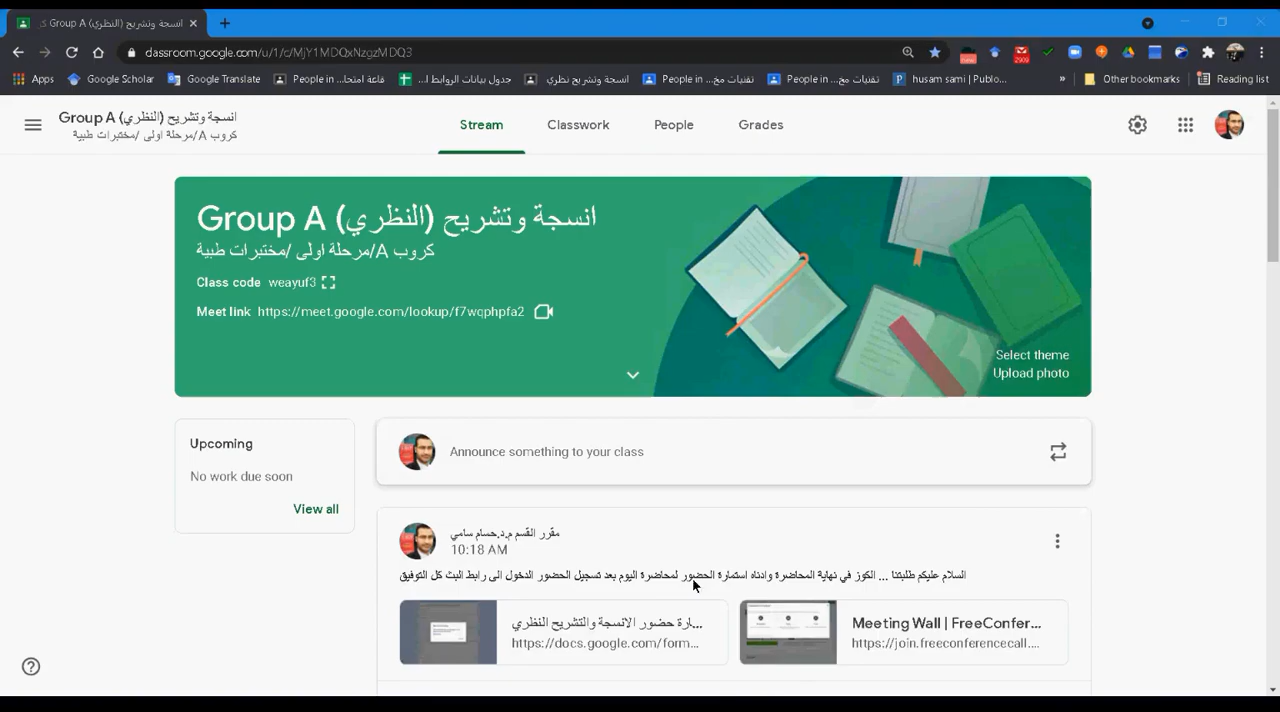 انسجة وتشريح (النظري) Group A
classroom.google.com/u/1/c/MjY1MDQxNzgzMDQ3
Apps
Google Scholar
Google Translate
People in ...قاعة امتحا
جدول بيانات الروابط ا...
انسجة وتشريح نظري
People in ...تقنيات مخ
People in ...تقنيات مخ
husam sami | Publo...
»
Other bookmarks
Reading list
انسجة وتشريح (النظري) Group A
كروب A/مرحلة اولى /مختبرات طبية
Stream
Classwork
People
Grades
انسجة وتشريح (النظري) Group A
كروب A/مرحلة اولى /مختبرات طبية
Class code weayuf3
Meet link https://meet.google.com/lookup/f7wqphpfa2
Select theme
Upload photo
Upcoming
No work due soon
View all
Announce something to your class
مقرر القسم م.د.حسام سامي
10:18 AM
السلام عليكم طلبتنا ... الكوز في نهاية المحاضرة وادناه استمارة الحضور لمحاضرة اليوم بعد تسجيل الحضور الدخول الى رابط البث كل التوفيق
...ارة حضور الانسجة والتشريح النظري
https://docs.google.com/form...
Meeting Wall | FreeConfer...
https://join.freeconferencecall....